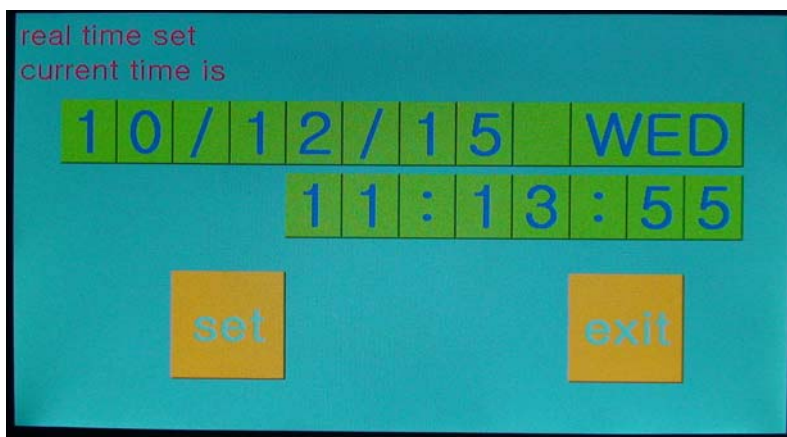 real time set
current time is
10/12/15 WED
11:13:55
set exit